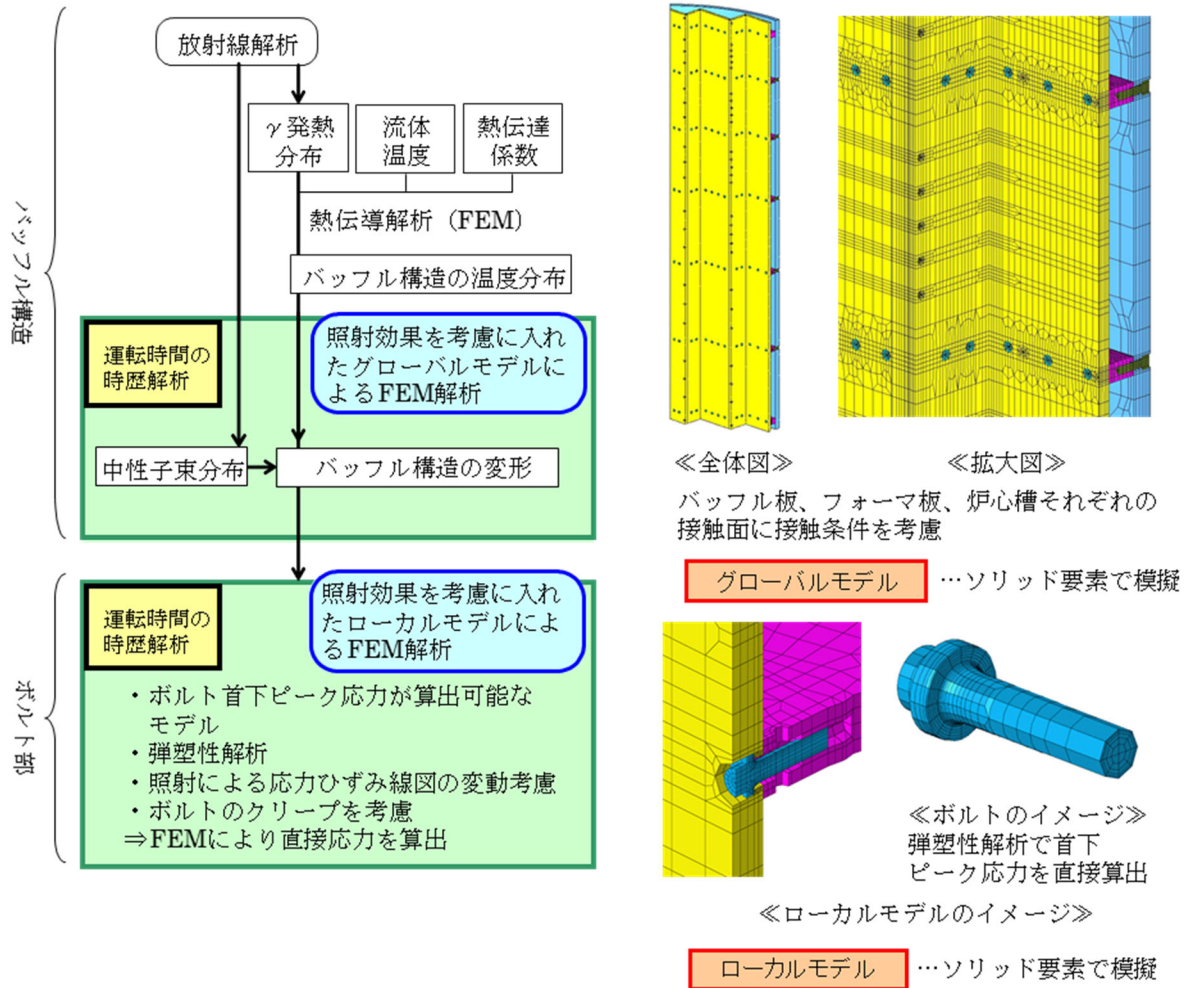 放射線解析
γ発熱
分布
流体
温度
熱伝達
係数
熱伝導解析（FEM）
バッフル構造の温度分布
バッフル構造
運転時間の
時歴解析
照射効果を考慮に入れ
たグローバルモデルに
よるFEM解析
中性子束分布
バッフル構造の変形
ボルト部
運転時間の
時歴解析
照射効果を考慮に入れ
たローカルモデルによ
るFEM解析
・ボルト首下ピーク応力が算出可能な
モデル
・弾塑性解析
・照射による応力ひずみ線図の変動考慮
・ボルトのクリープを考慮
⇒FEMにより直接応力を算出
≪全体図≫
≪拡大図≫
バッフル板、フォーマ板、炉心槽それぞれの
接触面に接触条件を考慮
グローバルモデル …ソリッド要素で模擬
≪ボルトのイメージ≫
弾塑性解析で首下
ピーク応力を直接算出
≪ローカルモデルのイメージ≫
ローカルモデル …ソリッド要素で模擬